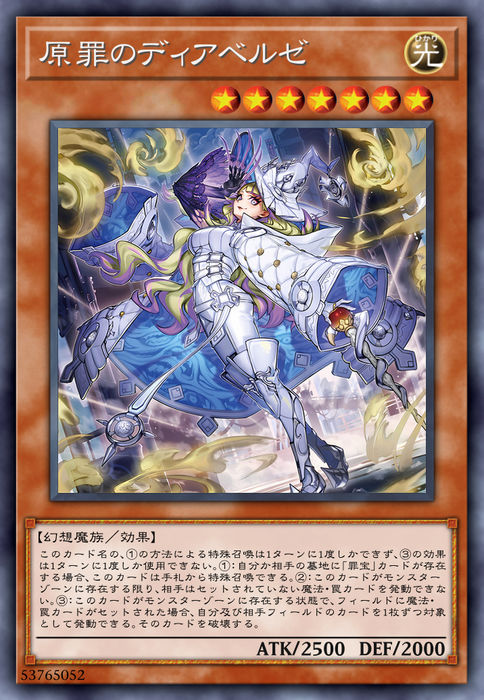 原罪のディアベルゼ
ひかり
光
【幻想魔族／効果】
このカード名の、①の方法による特殊召喚は1ターンに1度しかできず、③の効果
は1ターンに1度しか使用できない。①：自分か相手の墓地に「罪宝」カードが存在
する場合、このカードは手札から特殊召喚できる。②：このカードがモンスター
ゾーンに存在する限り、相手はセットされていない魔法・罠カードを発動できな
い。③：このカードがモンスターゾーンに存在する状態で、フィールドに魔法・
罠カードがセットされた場合、自分及び相手フィールドのカードを1枚ずつ対象
として発動できる。そのカードを破壊する。
ATK/2500 DEF/2000
53765052